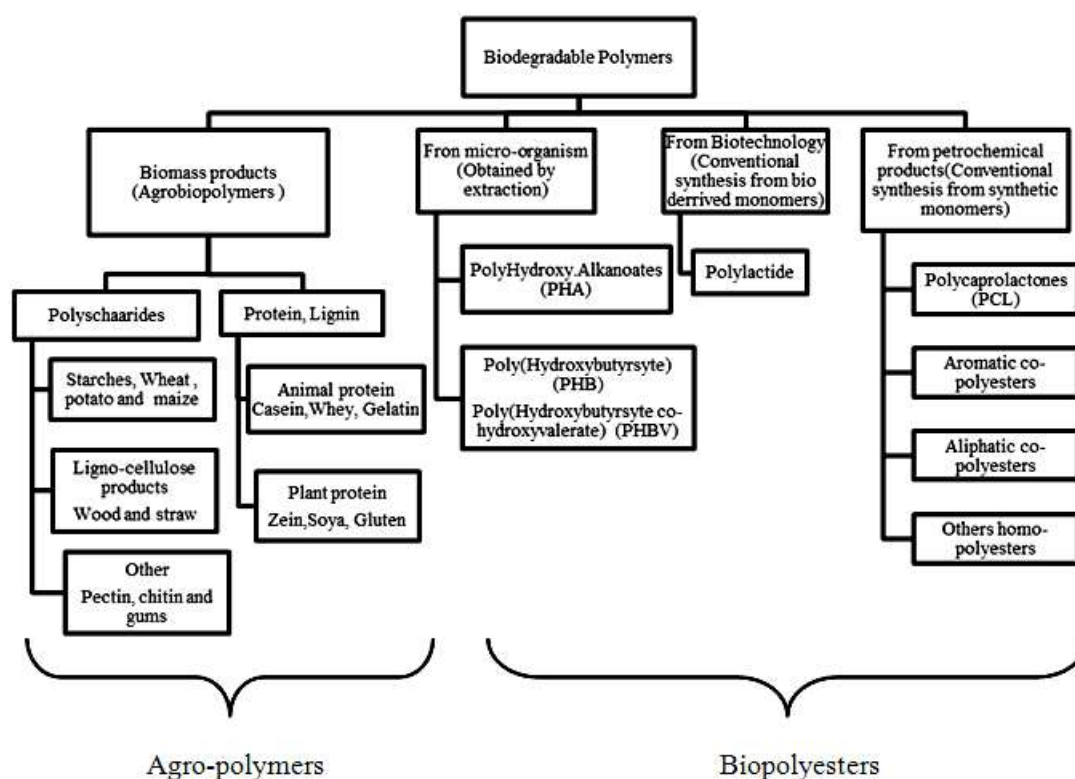 Biodegradable Polymers
Biomass products
(Agrobiopolymers )
Fron micro-organism
(Obtained by
extraction)
From Biotechnology
(Conventional
synthesis from bio
derrived monomers)
From petrochemical
products(Conventional
synthesis from synthetic
monomers)
Polyschaarides
Starches, Wheat ,
potato and maize
Ligno-cellulose
products
Wood and straw
Other
Pectin, chitin and
gums
Protein, Lignin
Animal protein
Casein,Whey, Gelatin
Plant protein
Zein,Soya, Gluten
PolyHydroxy.Alkanoates
(PHA)
Poly(Hydroxybutyrsyte)
(PHB)
Poly(Hydroxybutyrsyte co-
hydroxyvalerate) (PHBV)
Polylactide
Polycaprolactones
(PCL)
Aromatic co-
polyesters
Aliphatic co-
polyesters
Others homo-
polyesters
Agro-polymers
Biopolyesters